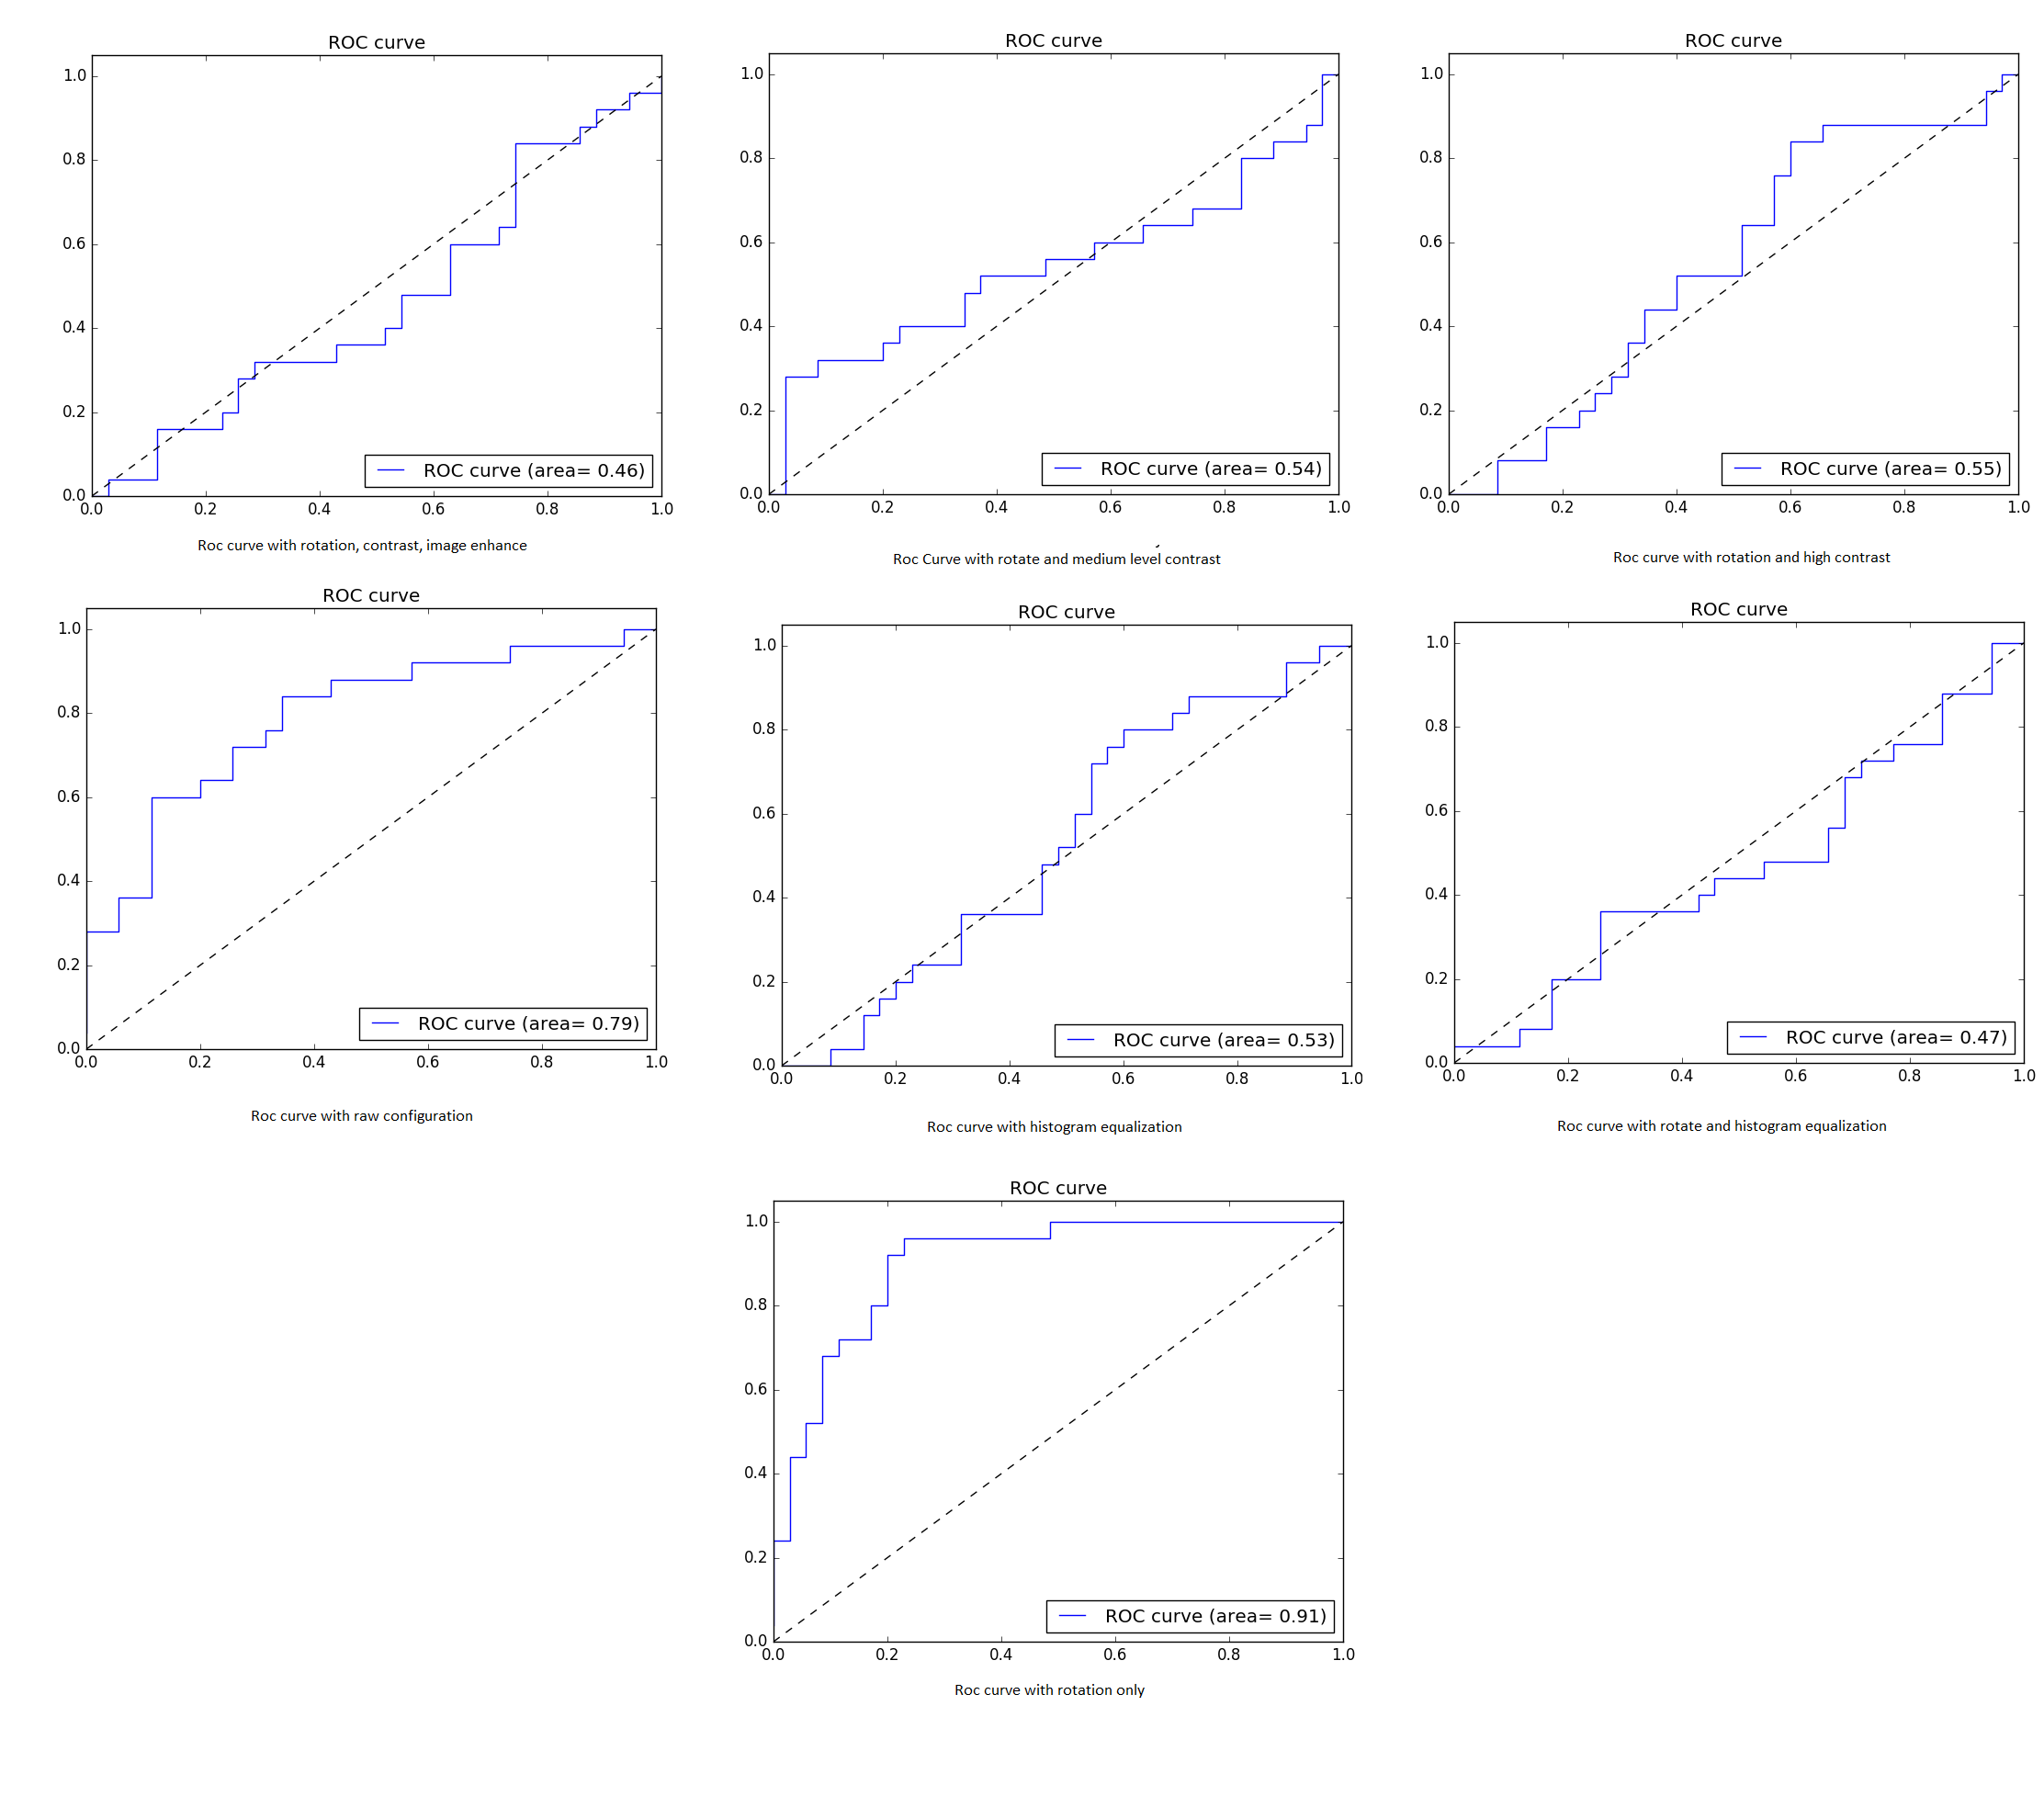 ROC curve
1.0
0.8
0.6
0.4
0.2
0.0
0.0 0.2 0.4 0.6 0.8 1.0
ROC curve (area= 0.46)
Roc curve with rotation, contrast, image enhance
ROC curve
1.0
0.8
0.6
0.4
0.2
0.0
0.0 0.2 0.4 0.6 0.8 1.0
ROC curve (area= 0.54)
Roc Curve with rotate and medium level contrast
ROC curve
1.0
0.8
0.6
0.4
0.2
0.0
0.0 0.2 0.4 0.6 0.8 1.0
ROC curve (area= 0.55)
Roc curve with rotation and high contrast
ROC curve
1.0
0.8
0.6
0.4
0.2
0.0
0.0 0.2 0.4 0.6 0.8 1.0
ROC curve (area= 0.79)
Roc curve with raw configuration
ROC curve
1.0
0.8
0.6
0.4
0.2
0.0
0.0 0.2 0.4 0.6 0.8 1.0
ROC curve (area= 0.53)
Roc curve with histogram equalization
ROC curve
1.0
0.8
0.6
0.4
0.2
0.0
0.0 0.2 0.4 0.6 0.8 1.0
ROC curve (area= 0.47)
Roc curve with rotate and histogram equalization
ROC curve
1.0
0.8
0.6
0.4
0.2
0.0
0.0 0.2 0.4 0.6 0.8 1.0
ROC curve (area= 0.91)
Roc curve with rotation only